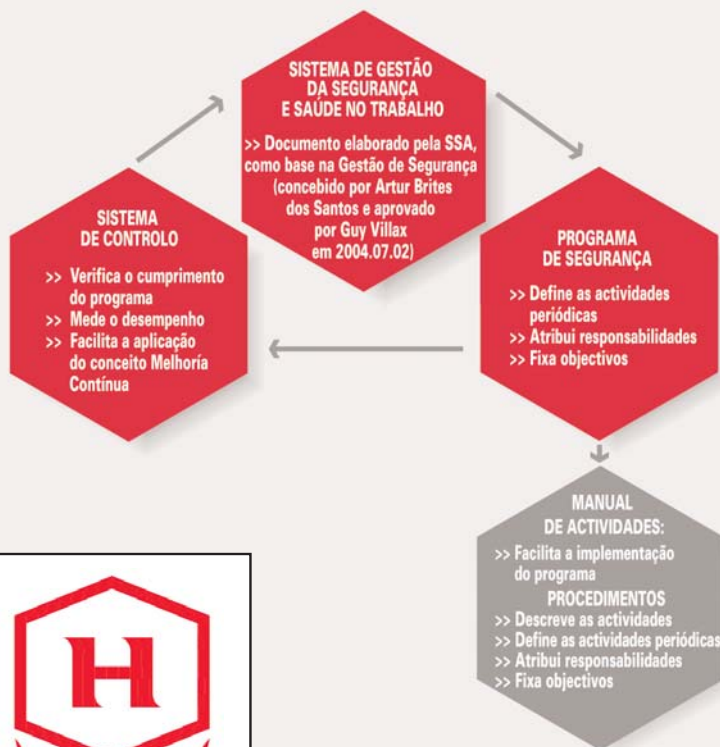 SISTEMA DE GESTÃO
DA SEGURANÇA
E SAÚDE NO TRABALHO
>> Documento elaborado pela SSA,
como base na Gestão de Segurança
(concebido por Artur Brites
dos Santos e aprovado
por Guy Villax
em 2004.07.02)
SISTEMA
DE CONTROLO
>> Verifica o cumprimento
do programa
>> Mede o desempenho
>> Facilita a aplicação
do conceito Melhoría
Contínua
PROGRAMA
DE SEGURANÇA
>> Define as actividades
periódicas
>> Atribui responsabilidades
>> Fixa objectivos
MANUAL
DE ACTIVIDADES:
>> Facilita a implementação
do programa
PROCEDIMENTOS
>> Descreve as actividades
>> Define as actividades periódicas
>> Atribui responsabilidades
>> Fixa objectivos
H